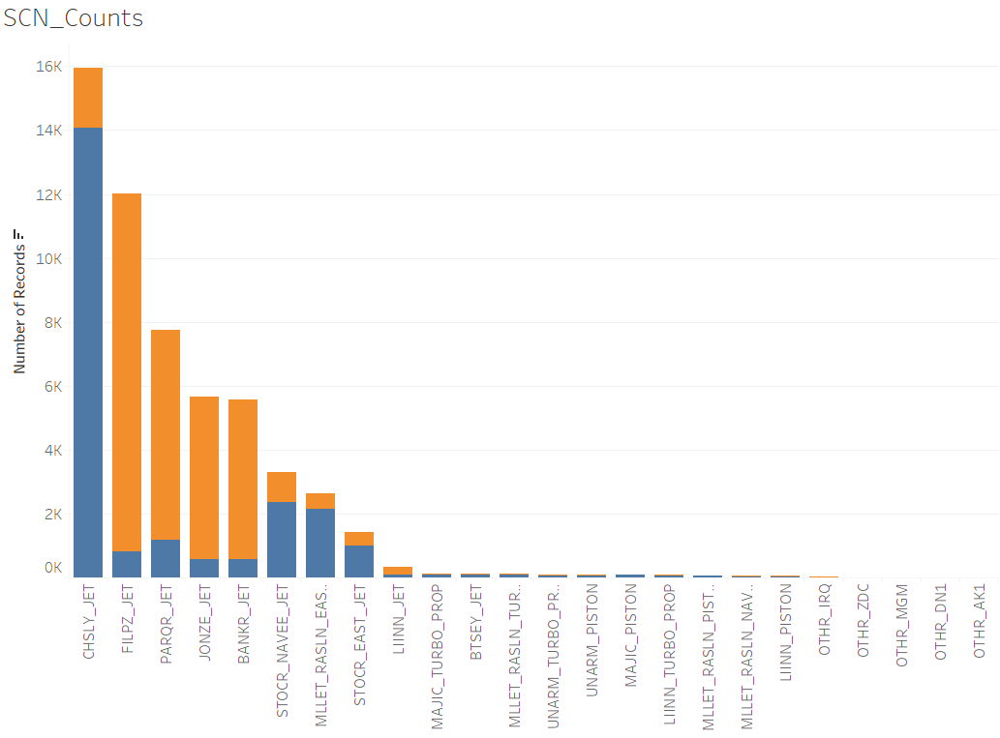 SCN_Counts
16K
14K
12K
10K
8K
6K
4K
2K
0K
Number of Records
CHSLY_JET
FILPZ_JET
PARQR_JET
JONZE_JET
BANKR_JET
STOCR_NAVEE_JET
MLLET_RASLN_EAS..
STOCR_EAST_JET
LIINN_JET
MAJIC_TURBO_PROP
BTSEY_JET
MLLET_RASLN_TUR..
UNARM_TURBO_PR..
UNARM_PISTON
MAJIC_PISTON
LIINN_TURBO_PROP
MLLET_RASLN_PIST..
MLLET_RASLN_NAV..
LIINN_PISTON
OTHR_IRQ
OTHR_ZDC
OTHR_MGM
OTHR_DN1
OTHR_AK1